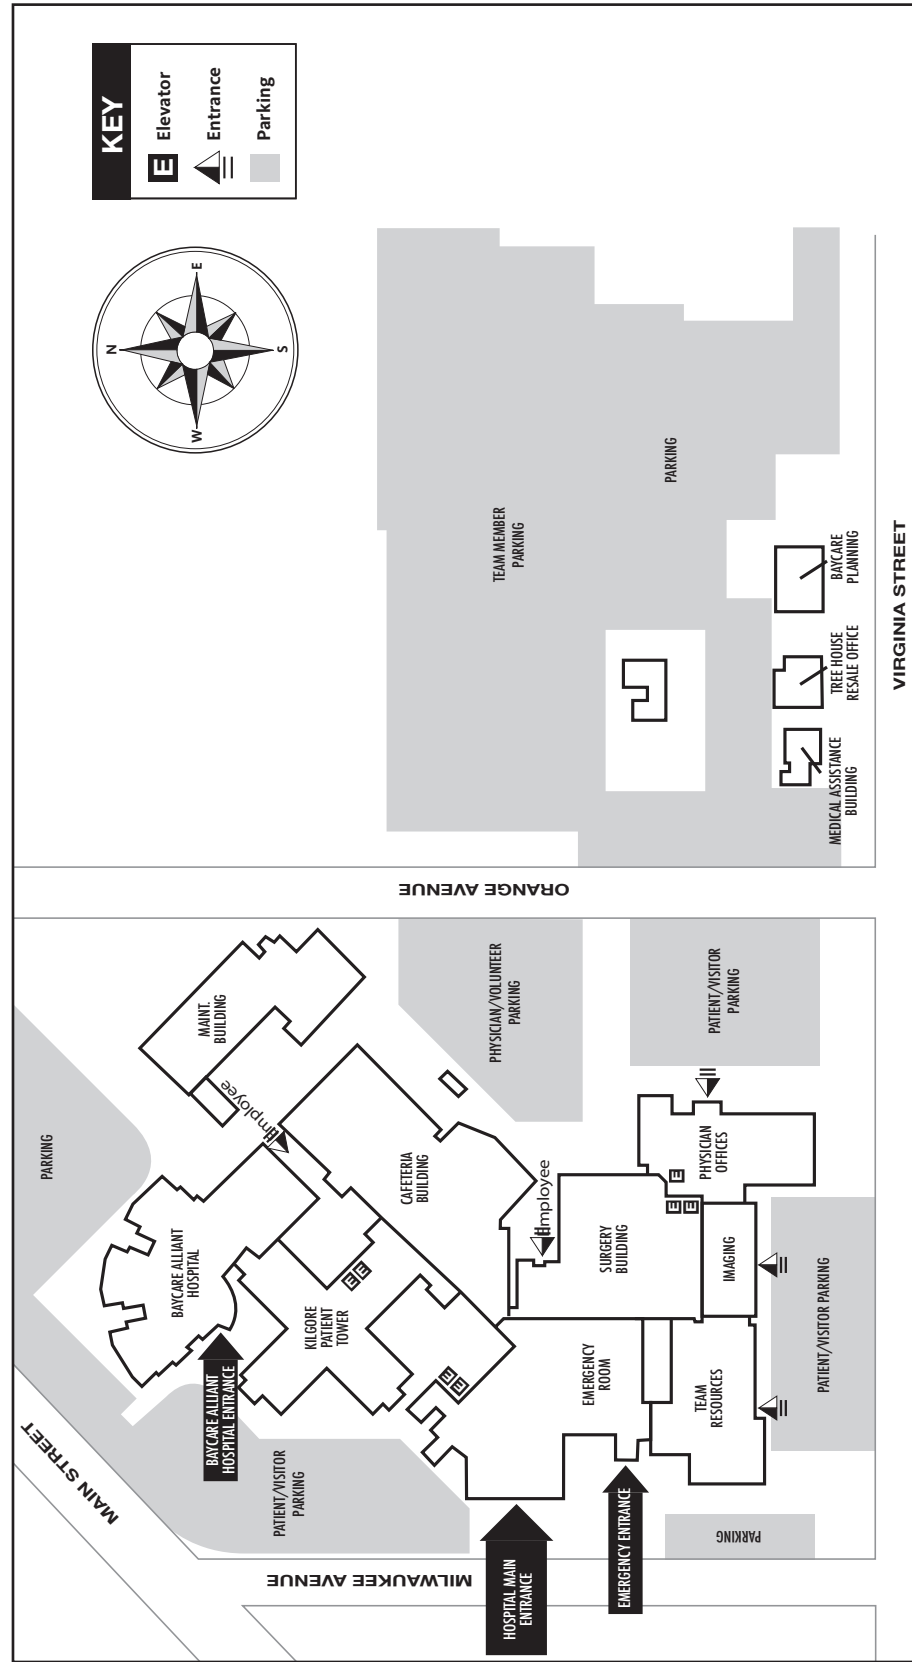 KEY
E Elevator
Entrance
Parking
N
E
S
W
TEAM MEMBER
PARKING
PARKING
BAYCARE
PLANNING
TREE HOUSE
RESALE OFFICE
MEDICAL ASSISTANCE
BUILDING
VIRGINIA STREET
ORANGE AVENUE
PARKING
MAINT.
BUILDING
Employee
PHYSICIAN/VOLUNTEER
PARKING
PATIENT/VISITOR
PARKING
BAYCARE ALLIANT
HOSPITAL
CAFETERIA
BUILDING
Employee
PHYSICIAN
OFFICES
E
E
E
KILGORE
PATIENT
TOWER
E
E
SURGERY
BUILDING
IMAGING
PATIENT/VISITOR PARKING
BAYCARE ALLIANT
HOSPITAL ENTRANCE
E
E
EMERGENCY
ROOM
TEAM
RESOURCES
MAIN STREET
PATIENT/VISITOR
PARKING
PARKING
MILWAUKEE AVENUE
HOSPITAL MAIN
ENTRANCE
EMERGENCY ENTRANCE